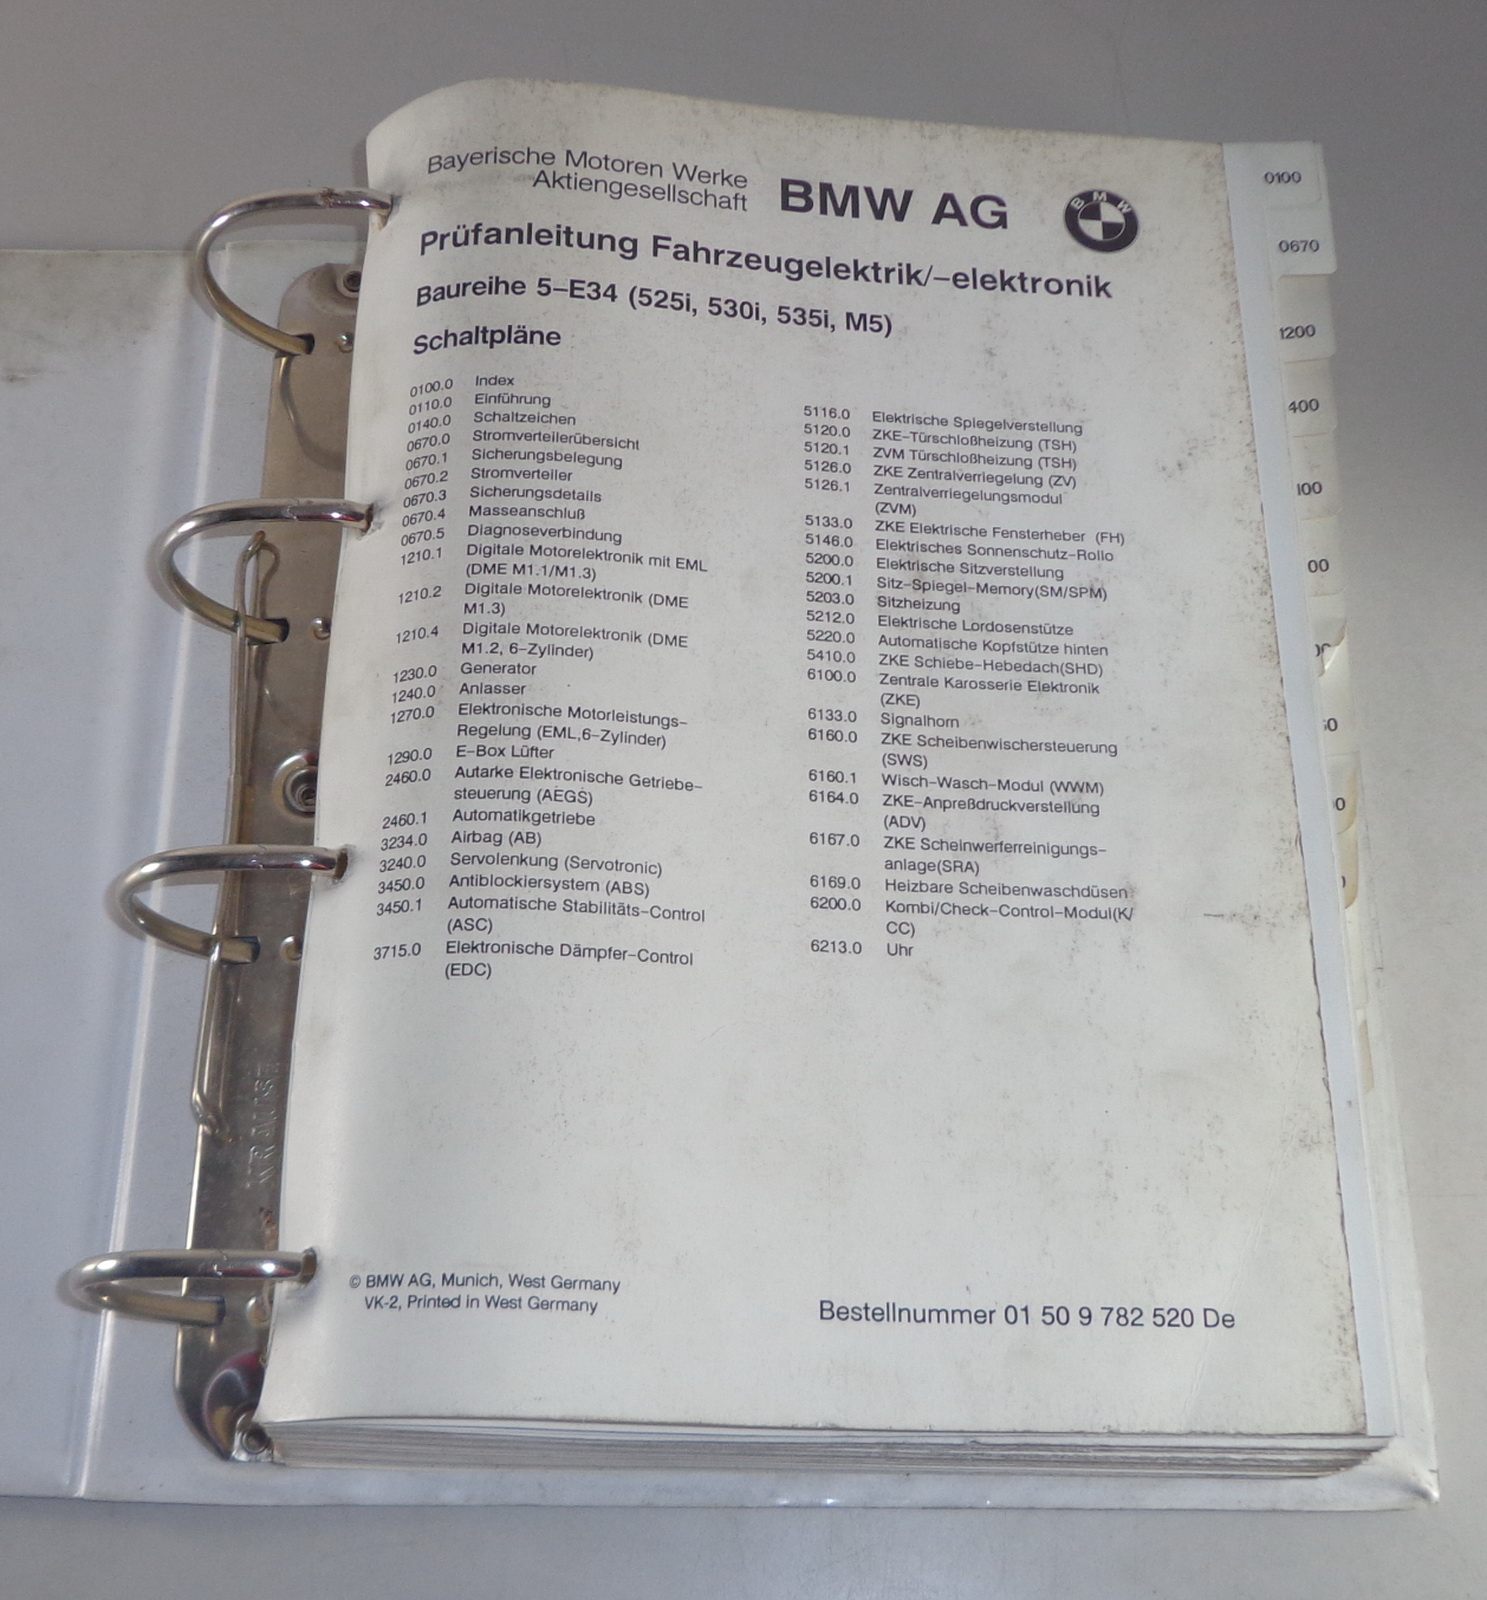 Bayerische Motoren Werke
Aktiengesellschaft
BMW AG
BMW
Prüfanleitung Fahrzeugelektrik/-elektronik
Baureihe 5-E34 (525i, 530i, 535i, M5)
Schaltpläne
0100.0 Index
0110.0 Einführung
0140.0 Schaltzeichen
0670.0 Stromverteilerübersicht
0670.1 Sicherungsbelegung
0670.2 Stromverteiler
0670.3 Sicherungsdetails
0670.4 Masseanschluß
0670.5 Diagnoseverbindung
1210.1 Digitale Motorelektronik mit EML
(DME M1.1/M1.3)
1210.2 Digitale Motorelektronik (DME
M1.3)
1210.4 Digitale Motorelektronik (DME
M1.2, 6-Zylinder)
1230.0 Generator
1240.0 Anlasser
1270.0 Elektronische Motorleistungs-
Regelung (EML,6-Zylinder)
1290.0 E-Box Lüfter
2460.0 Autarke Elektronische Getriebe-
steuerung (AEGS)
2460.1 Automatikgetriebe
3234.0 Airbag (AB)
3240.0 Servolenkung (Servotronic)
3450.0 Antiblockiersystem (ABS)
3450.1 Automatische Stabilitäts-Control
(ASC)
3715.0 Elektronische Dämpfer-Control
(EDC)
5116.0 Elektrische Spiegelverstellung
5120.0 ZKE-Türschloßheizung (TSH)
5120.1 ZVM Türschloßheizung (TSH)
5126.0 ZKE Zentralverriegelung (ZV)
5126.1 Zentralverriegelungsmodul
(ZVM)
5133.0 ZKE Elektrische Fensterheber (FH)
5146.0 Elektrisches Sonnenschutz-Rollo
5200.0 Elektrische Sitzverstellung
5200.1 Sitz-Spiegel-Memory(SM/SPM)
5203.0 Sitzheizung
5212.0 Elektrische Lordosenstütze
5220.0 Automatische Kopfstütze hinten
5410.0 ZKE Schiebe-Hebedach(SHD)
6100.0 Zentrale Karosserie Elektronik
(ZKE)
6133.0 Signalhorn
6160.0 ZKE Scheibenwischersteuerung
(SWS)
6160.1 Wisch-Wasch-Modul (WWM)
6164.0 ZKE-Anpreßdruckverstellung
(ADV)
6167.0 ZKE Scheinwerferreinigungs-
anlage(SRA)
6169.0 Heizbare Scheibenwaschdüsen
6200.0 Kombi/Check-Control-Modul(K/
CC)
6213.0 Uhr
© BMW AG, Munich, West Germany
VK-2, Printed in West Germany
Bestellnummer 01 50 9 782 520 De
0100
0670
1200
400
100
00
50
0
KRAUSE